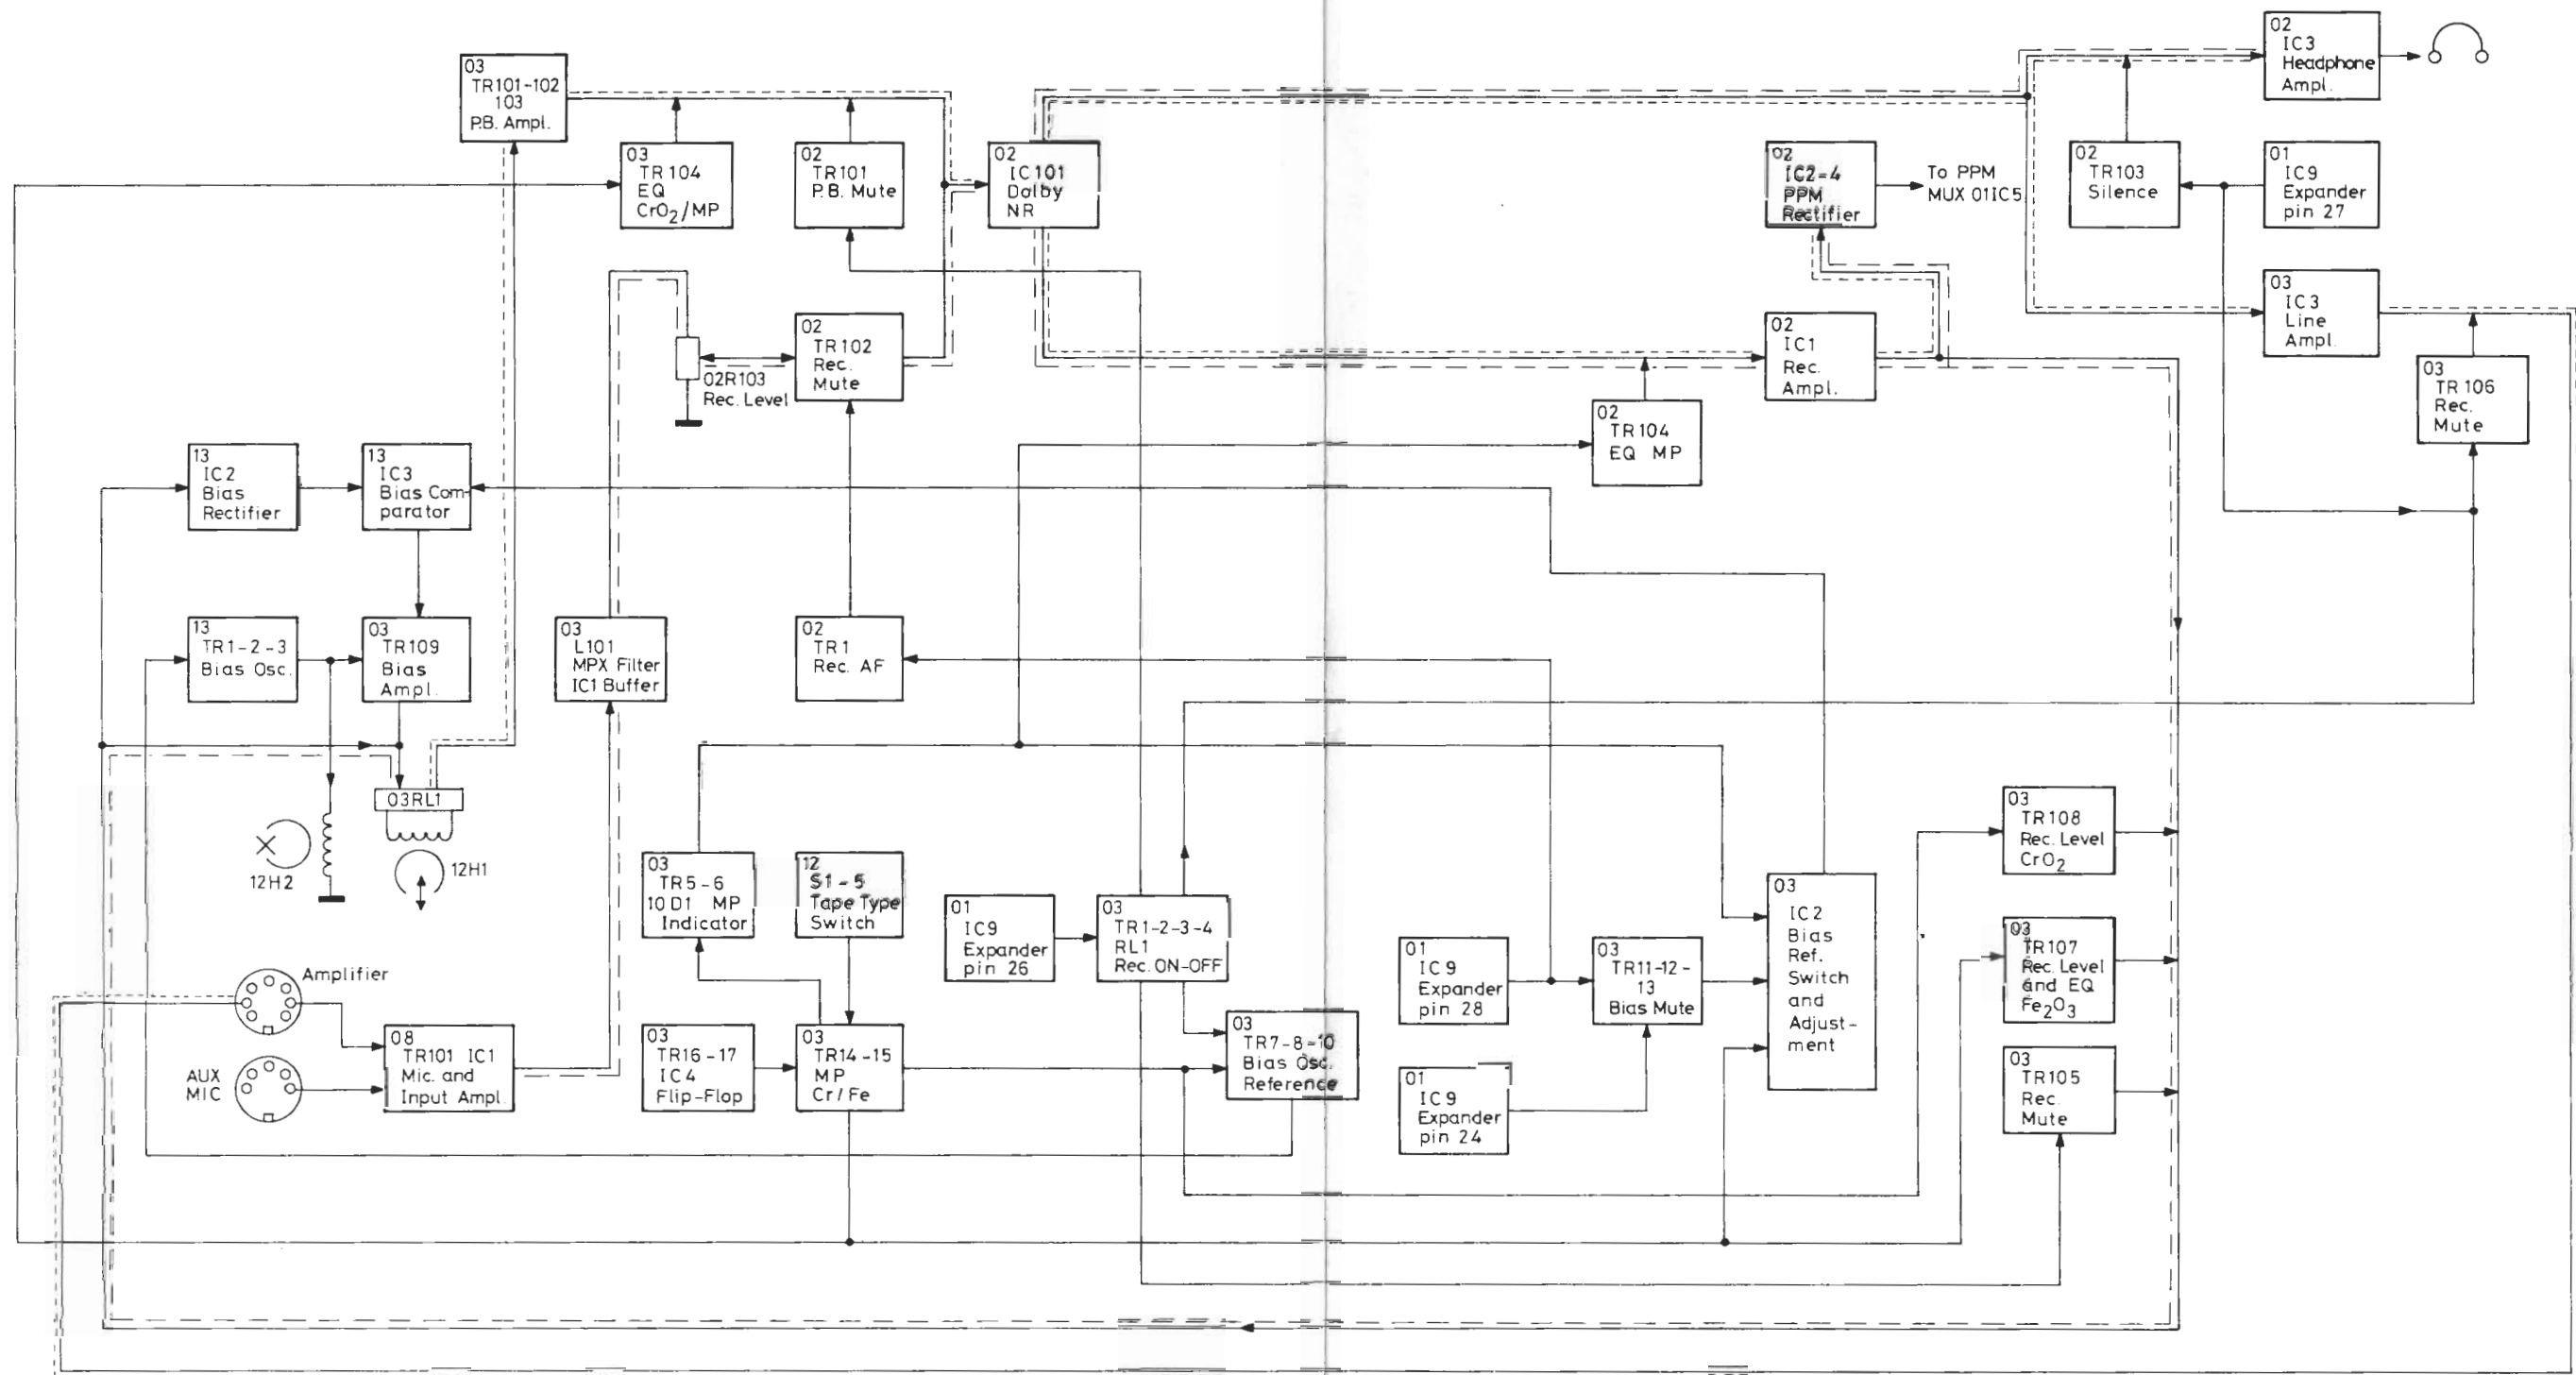 02
IC3
Headphone
Ampl.
03
TR101-102
103
P.B. Ampl.
03
TR104
EQ
CrO2/MP
02
TR101
P.B. Mute
02
IC101
Dolby
NR
02
IC2-4
PPM
Rectifier
To PPM
MUX 01IC5
02
TR103
Silence
01
IC9
Expander
pin 27
03
IC3
Line
Ampl.
02R103
Rec. Level
02
TR102
Rec.
Mute
02
IC1
Rec.
Ampl.
03
TR106
Rec.
Mute
02
TR104
EQ MP
13
IC2
Bias
Rectifier
13
IC3
Bias Com-
parator
13
TR1-2-3
Bias Osc.
03
TR109
Bias
Ampl.
03
L101
MPX Filter
IC1 Buffer
02
TR1
Rec. AF
03RL1
12H2
12H1
03
TR5-6
10D1 MP
Indicator
12
S1-5
Tape Type
Switch
01
IC9
Expander
pin 26
03
TR1-2-3-4
RL1
Rec. ON-OFF
01
IC9
Expander
pin 28
03
TR11-12-
13
Bias Mute
03
IC2
Bias
Ref.
Switch
and
Adjust-
ment
03
TR108
Rec. Level
CrO2
03
TR107
Rec. Level
and EQ
Fe2O3
03
TR105
Rec.
Mute
Amplifier
AUX
MIC
08
TR101 IC1
Mic. and
Input Ampl.
03
TR16-17
IC4
Flip-Flop
03
TR14-15
MP
Cr/Fe
03
TR7-8-10
Bias Osc.
Reference
01
IC9
Expander
pin 24